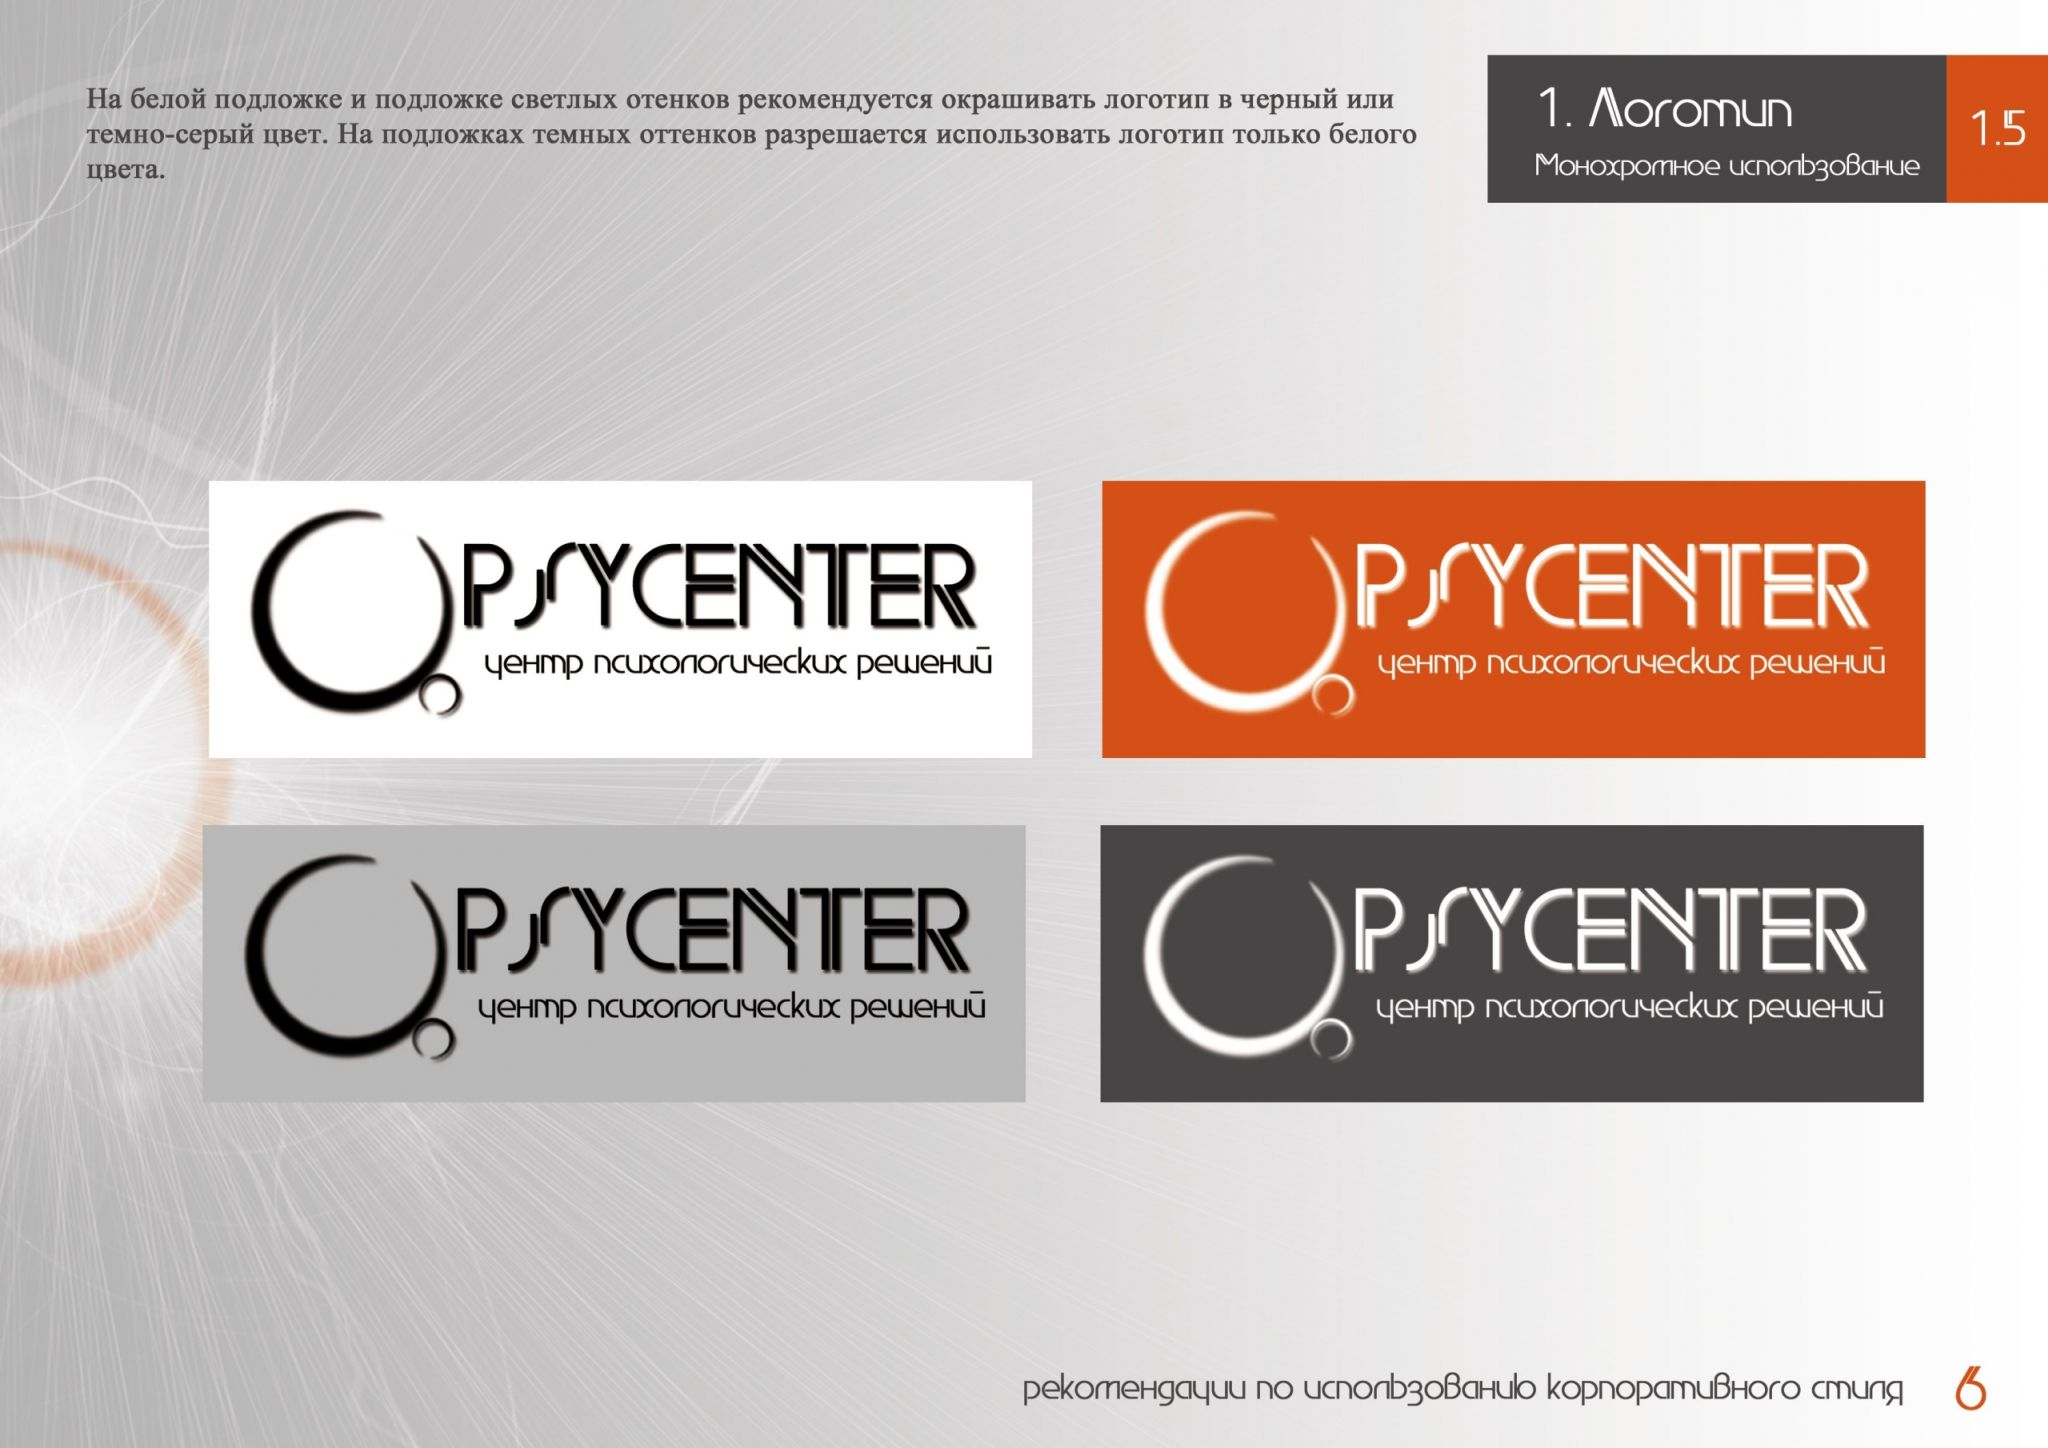 На белой подложке и подложке светлых отенков рекомендуется окрашивать логотип в черный или
темно-серый цвет. На подложках темных оттенков разрешается использовать логотип только белого
цвета.
1. Логотип
Монохромное использование
1.5
PSYCENTER
центр психологических решений
PSYCENTER
центр психологических решений
PSYCENTER
центр психологических решений
PSYCENTER
центр психологических решений
рекомендации по использованию корпоративного стиля
6